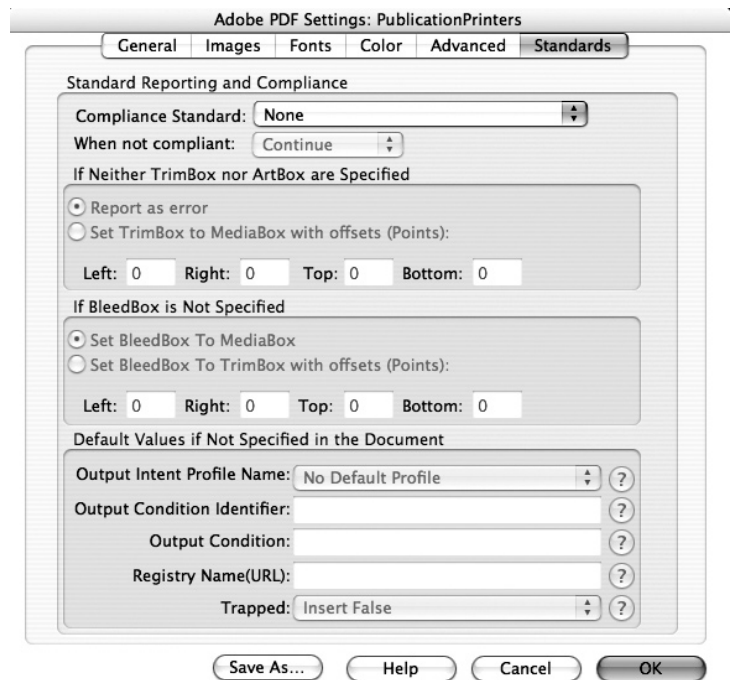 Adobe PDF Settings: PublicationPrinters
General Images Fonts Color Advanced Standards
Standard Reporting and Compliance
Compliance Standard: None
When not compliant: Continue
If Neither TrimBox nor ArtBox are Specified
Report as error
Set TrimBox to MediaBox with offsets (Points):
Left: 0 Right: 0 Top: 0 Bottom: 0
If BleedBox is Not Specified
Set BleedBox To MediaBox
Set BleedBox To TrimBox with offsets (Points):
Left: 0 Right: 0 Top: 0 Bottom: 0
Default Values if Not Specified in the Document
Output Intent Profile Name: No Default Profile ?
Output Condition Identifier: ?
Output Condition: ?
Registry Name(URL): ?
Trapped: Insert False ?
Save As... Help Cancel OK